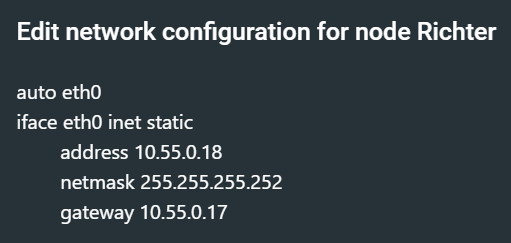 Edit network configuration for node Richter
auto eth0
iface eth0 inet static
address 10.55.0.18
netmask 255.255.255.252
gateway 10.55.0.17